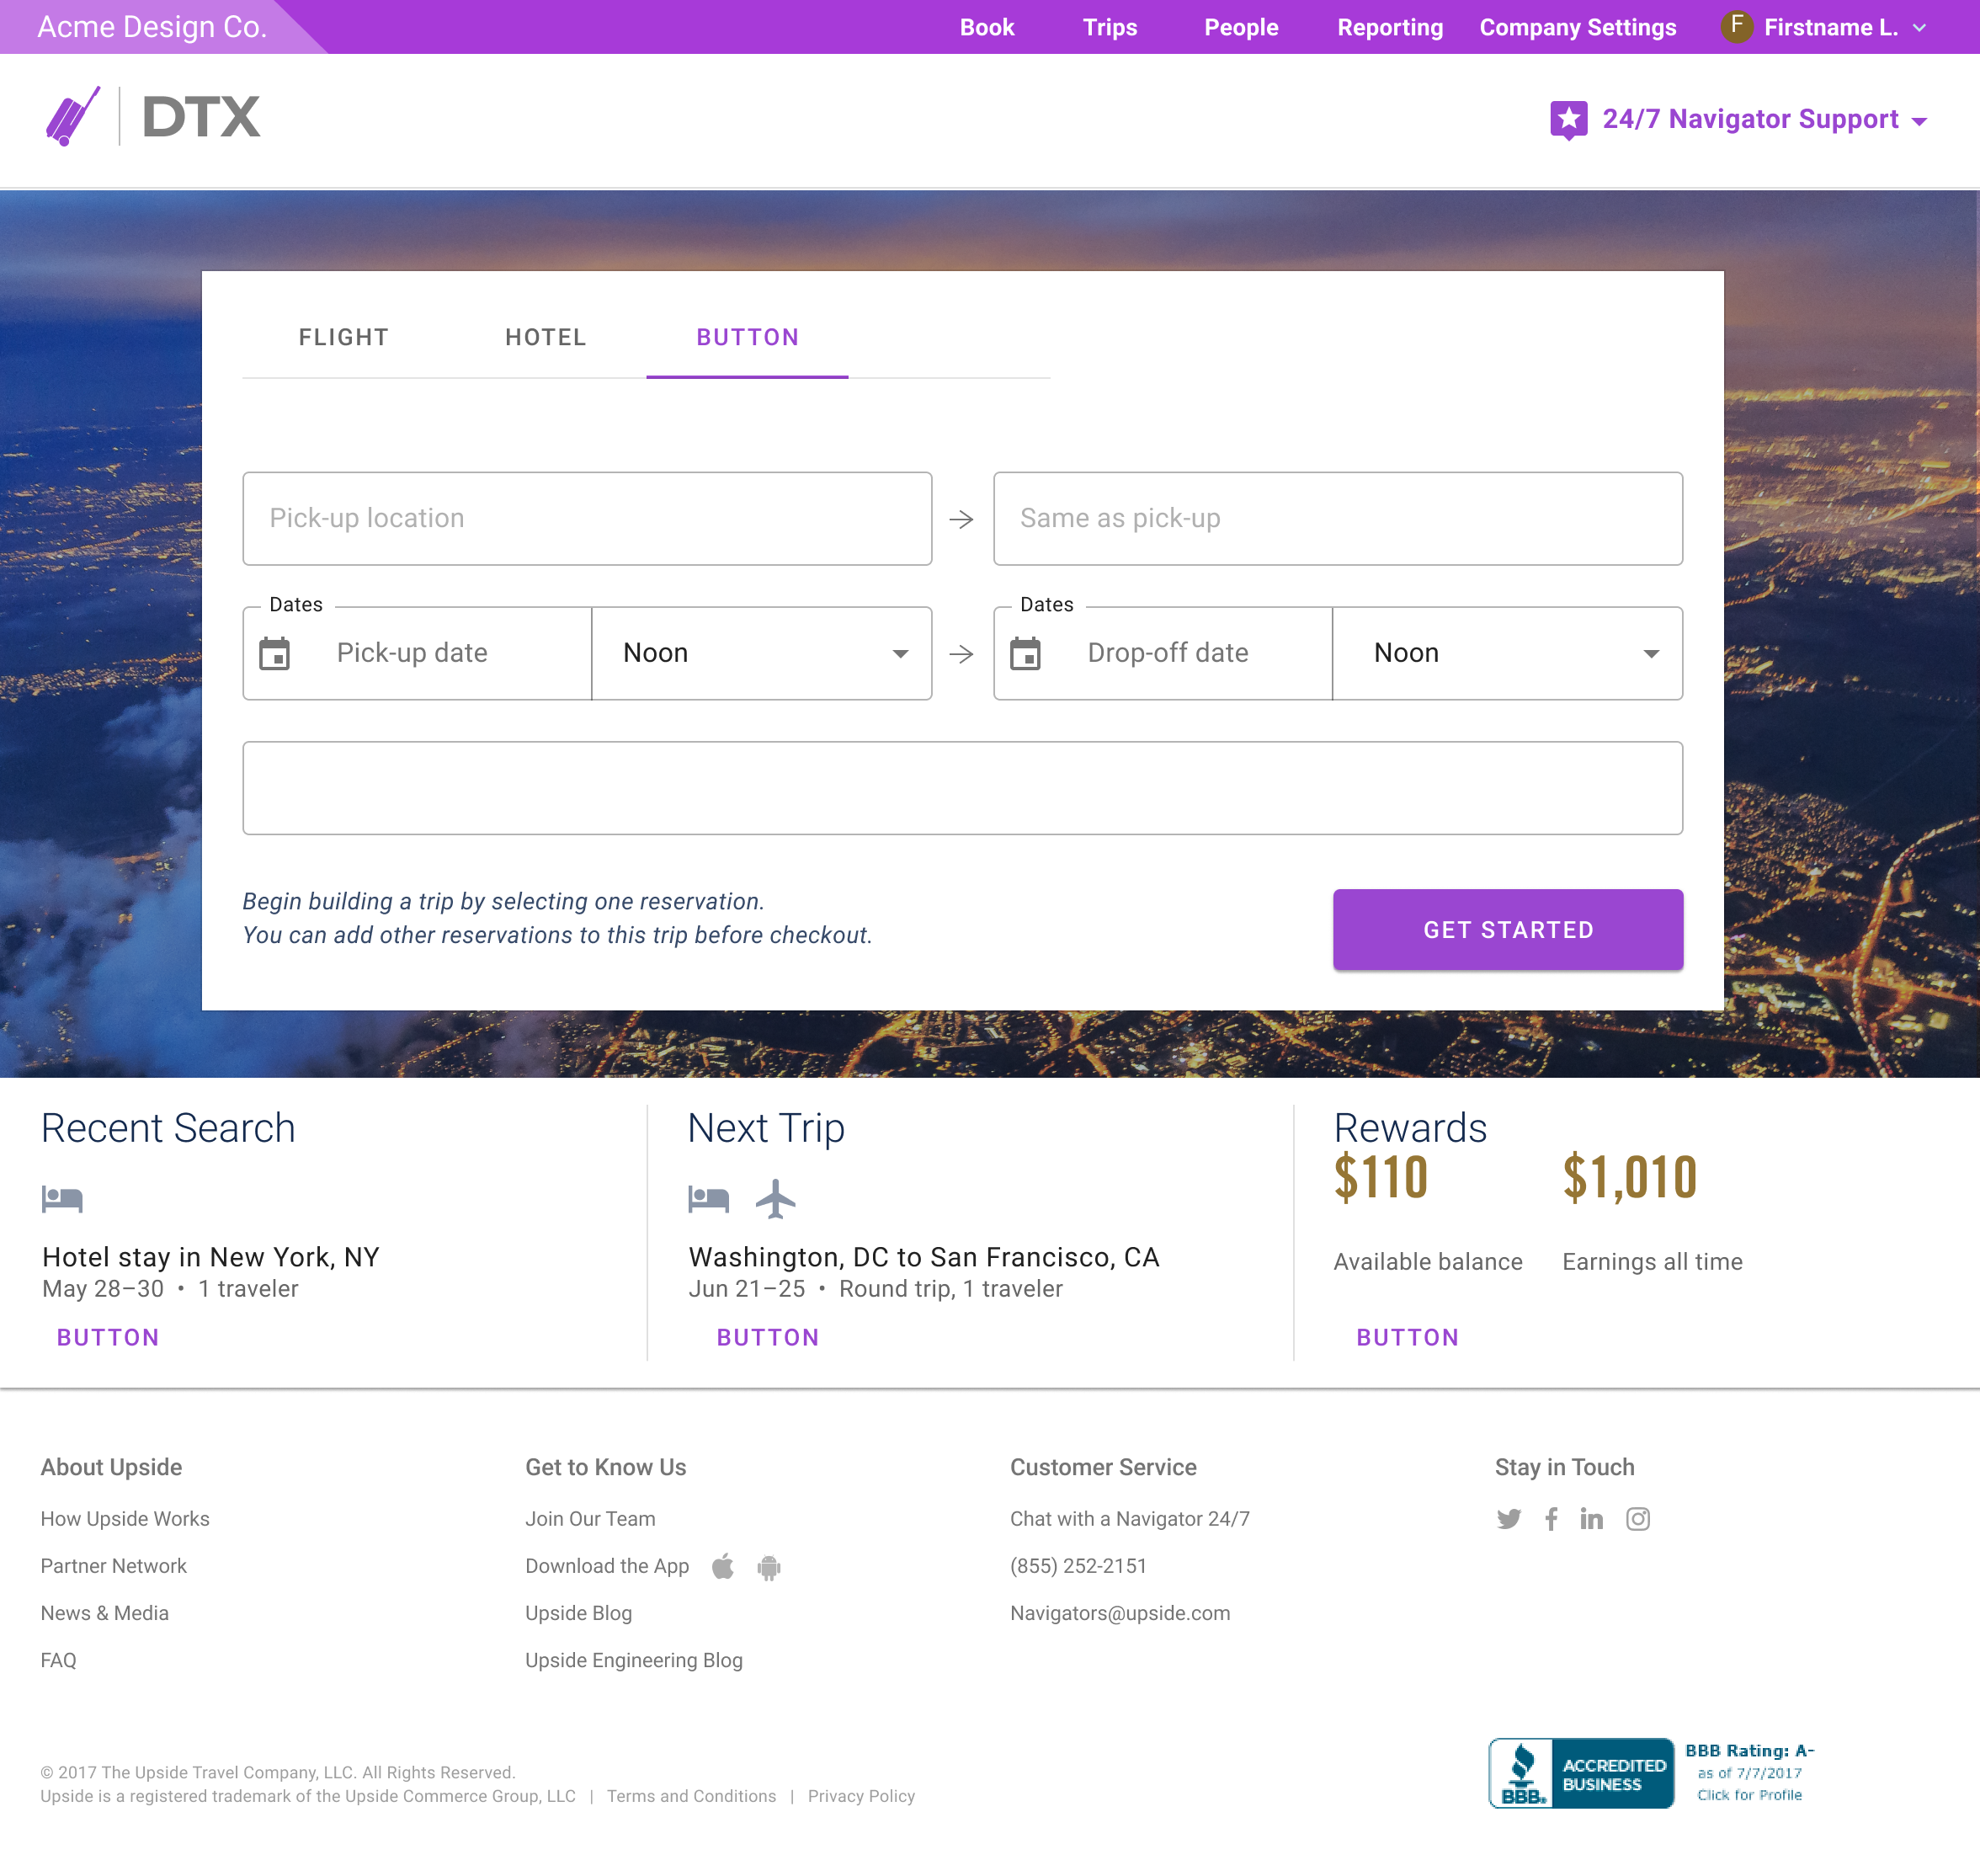 Acme Design Co.
Book Trips People Reporting Company Settings F Firstname L.
DTX
24/7 Navigator Support
FLIGHT HOTEL BUTTON
Pick-up location Same as pick-up
Dates Dates
Pick-up date Noon Drop-off date Noon
Begin building a trip by selecting one reservation.
You can add other reservations to this trip before checkout.
GET STARTED
Recent Search
Hotel stay in New York, NY
May 28–30 • 1 traveler
BUTTON
Next Trip
Washington, DC to San Francisco, CA
Jun 21–25 • Round trip, 1 traveler
BUTTON
Rewards
$110 $1,010
Available balance Earnings all time
BUTTON
About Upside
How Upside Works
Partner Network
News & Media
FAQ
Get to Know Us
Join Our Team
Download the App
Upside Blog
Upside Engineering Blog
Customer Service
Chat with a Navigator 24/7
(855) 252-2151
Navigators@upside.com
Stay in Touch
© 2017 The Upside Travel Company, LLC. All Rights Reserved.
Upside is a registered trademark of the Upside Commerce Group, LLC | Terms and Conditions | Privacy Policy
BBB.
ACCREDITED
BUSINESS
BBB Rating: A-
as of 7/7/2017
Click for Profile